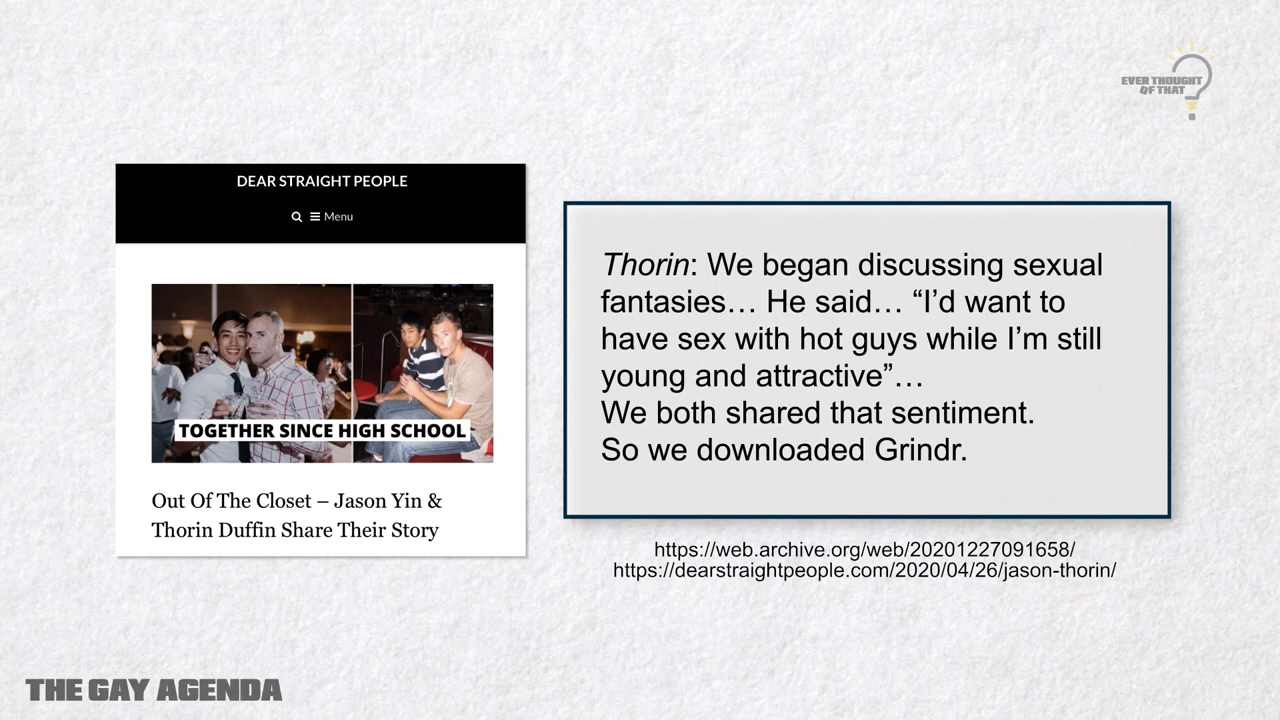 EVER THOUGHT
OF THAT
DEAR STRAIGHT PEOPLE
Menu
TOGETHER SINCE HIGH SCHOOL
Out Of The Closet – Jason Yin &
Thorin Duffin Share Their Story
Thorin: We began discussing sexual
fantasies… He said… “I’d want to
have sex with hot guys while I’m still
young and attractive”…
We both shared that sentiment.
So we downloaded Grindr.
https://web.archive.org/web/20201227091658/
https://dearstraightpeople.com/2020/04/26/jason-thorin/
THE GAY AGENDA